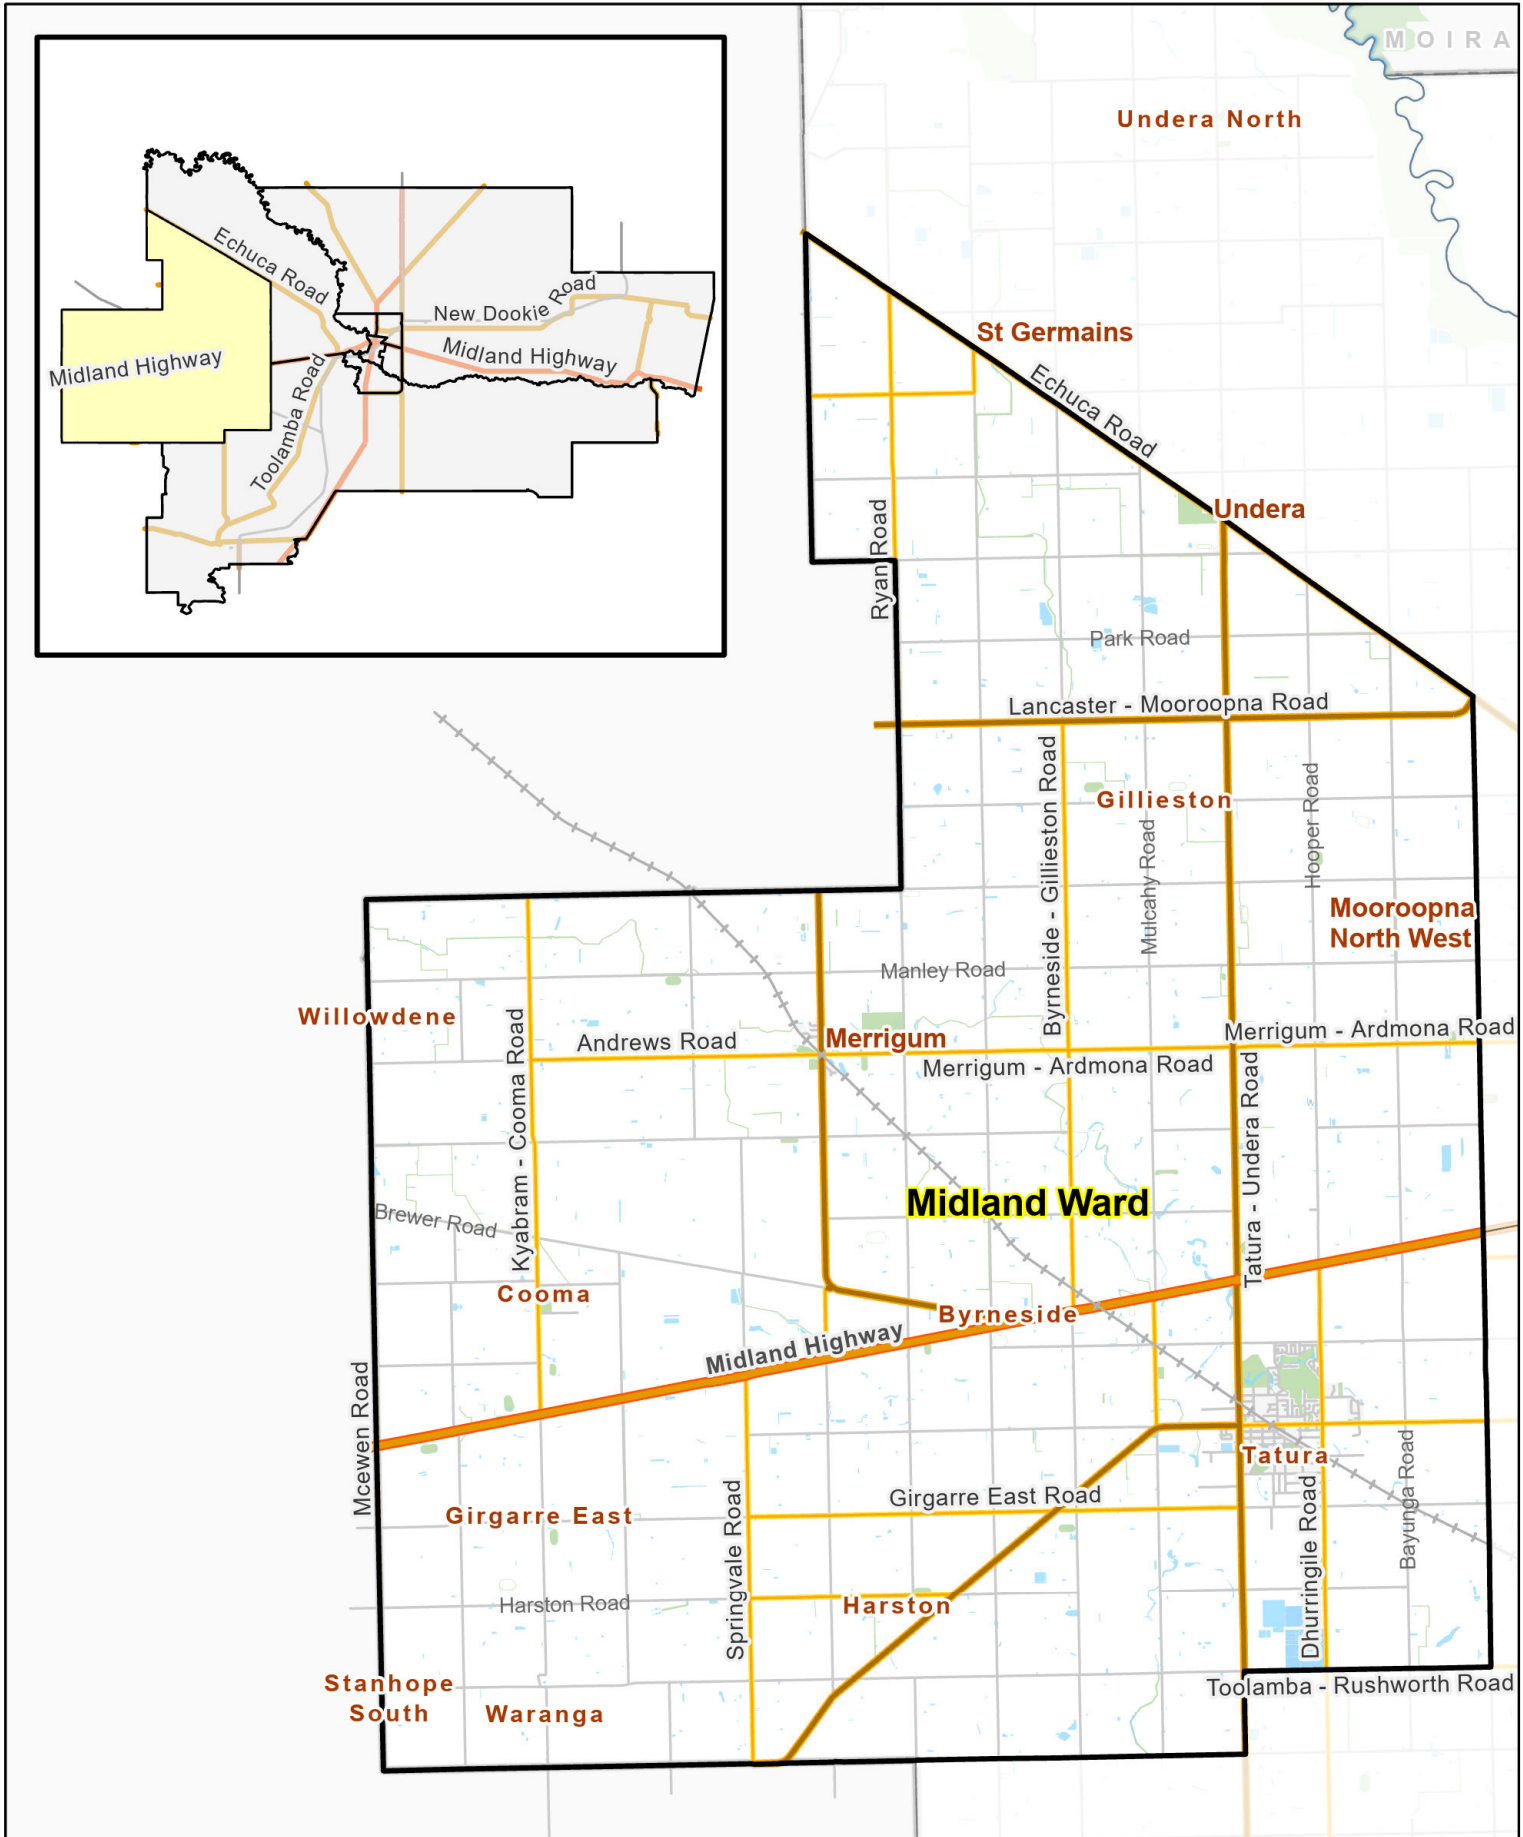 MOIRA
Undera North
Echuca Road
New Dookie Road
Midland Highway
Midland Highway
Toolamba Road
St Germains
Echuca Road
Undera
Ryan Road
Park Road
Lancaster - Mooroopna Road
Byrneside - Gillieston Road
Gillieston
Mulcahy Road
Hooper Road
Mooroopna
North West
Manley Road
Willowdene
Kyabram - Cooma Road
Andrews Road
Merrigum
Merrigum - Ardmona Road
Merrigum - Ardmona Road
Tatura - Undera Road
Midland Ward
Brewer Road
Cooma
Byrneside
Midland Highway
Mcewen Road
Tatura
Girgarre East Road
Girgarre East
Springvale Road
Dhurringile Road
Bayunga Road
Harston Road
Harston
Stanhope
South
Waranga
Toolamba - Rushworth Road